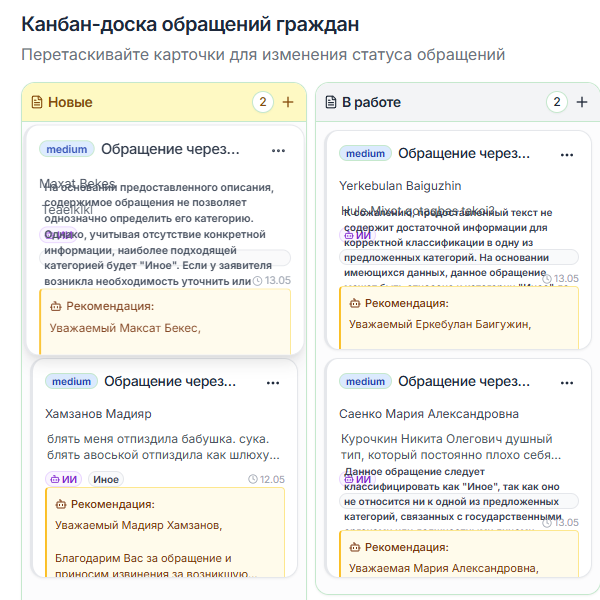 Канбан-доска обращений граждан
Перетаскивайте карточки для изменения статуса обращений
Новые 2 +
medium Обращение через... ...
Maxat Bekes
На основании предоставленного описания,
содержимое обращения не позволяет
однозначно определить его категорию.
Однако, учитывая отсутствие конкретной
информации, наиболее подходящей
категорией будет "Иное". Если у заявителя
возникла необходимость уточнить или 13.05
Рекомендация:
Уважаемый Максат Бекес,
medium Обращение через... ...
Хамзанов Мадияр
блять меня отпиздила бабушка. сука.
блять авоськой отпиздила как шлюху...
ИИ Иное 12.05
Рекомендация:
Уважаемый Мадияр Хамзанов,
Благодарим Вас за обращение и
приносим извинения за возникшую...
В работе 2 +
medium Обращение через... ...
Yerkebulan Baiguzhin
К сожалению, предоставленный текст не
содержит достаточной информации для
ИИ
корректной классификации в одну из
предложенных категорий. На основании
имеющихся данных, данное обращение
13.05
Рекомендация:
Уважаемый Еркебулан Баигужин,
medium Обращение через... ...
Саенко Мария Александровна
Курочкин Никита Олегович душный
тип, который постоянно плохо себя...
Данное обращение следует
ИИ
классифицировать как "Иное", так как оно
не относится ни к одной из предложенных
категорий, связанных с государственными
13.05
Рекомендация:
Уважаемая Мария Александровна,